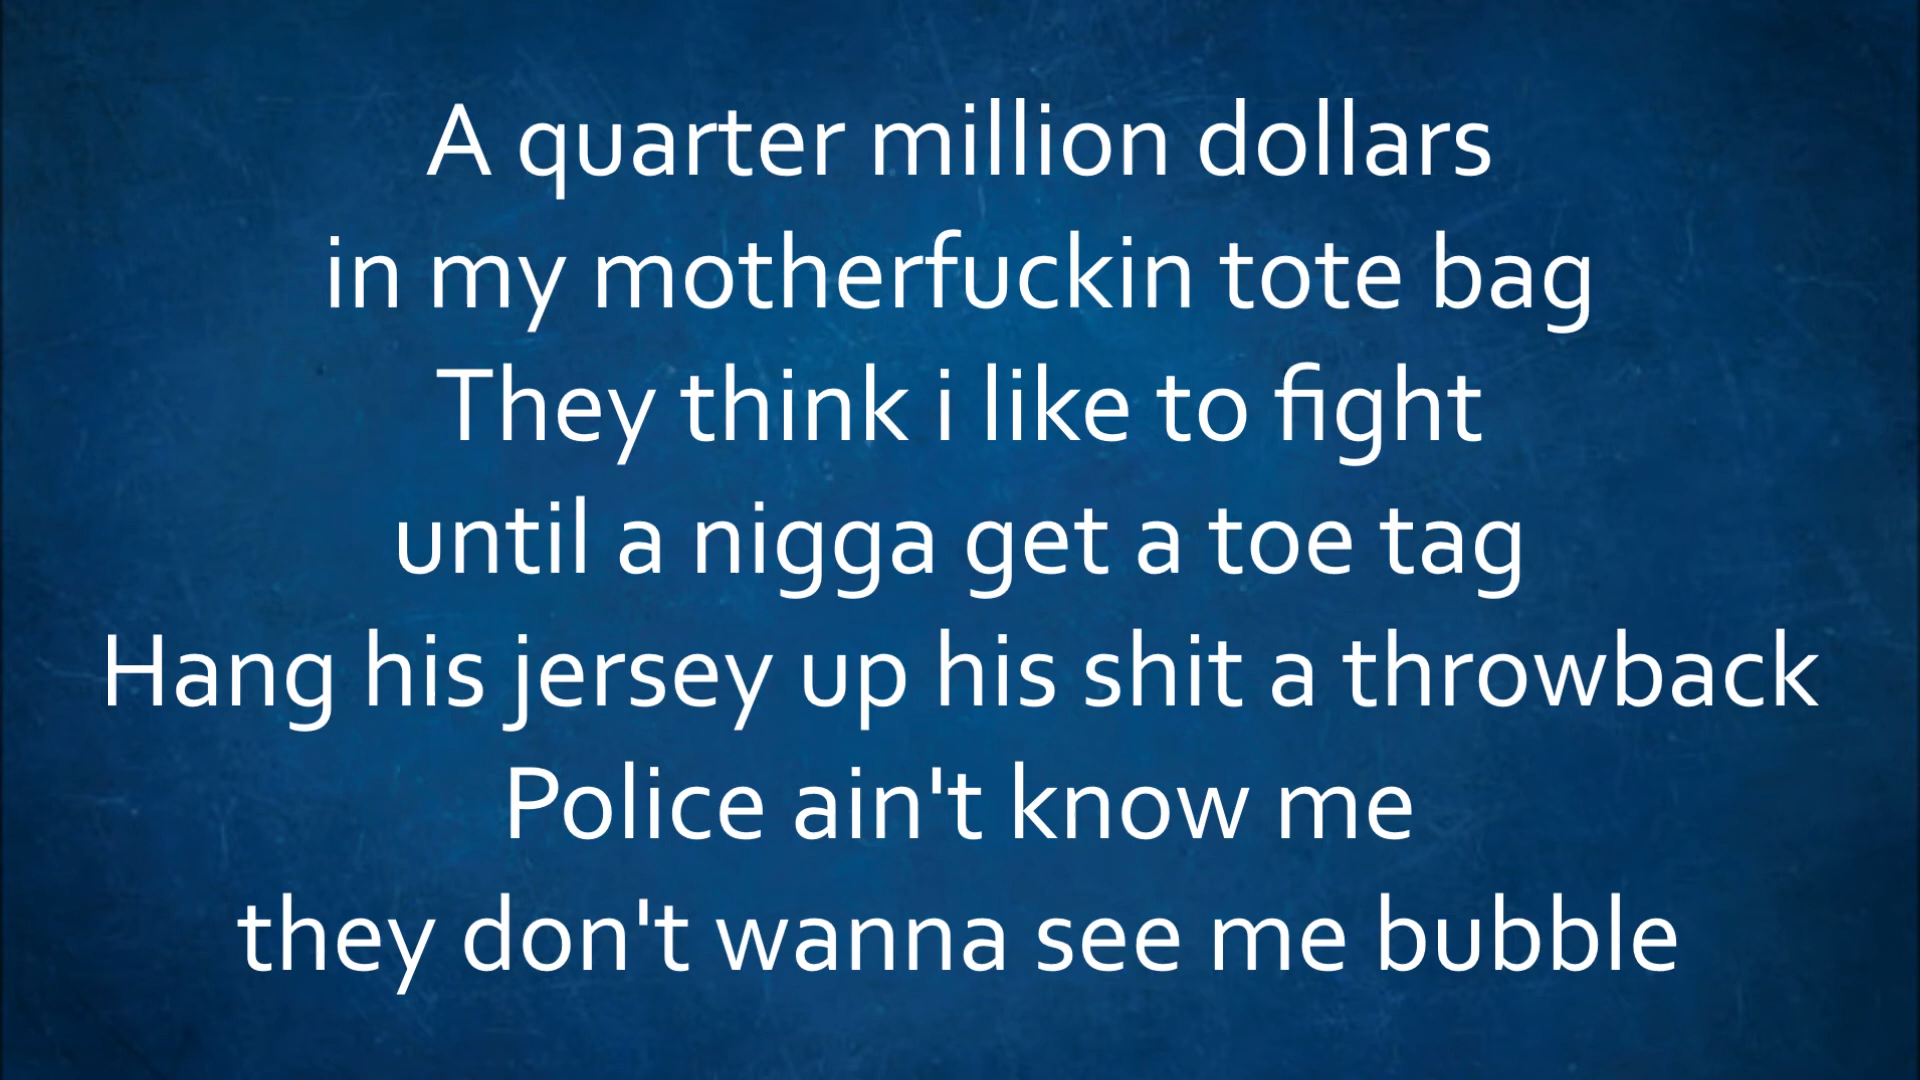 A quarter million dollars
in my motherfuckin tote bag
They think i like to fight
until a nigga get a toe tag
Hang his jersey up his shit a throwback
Police ain't know me
they don't wanna see me bubble